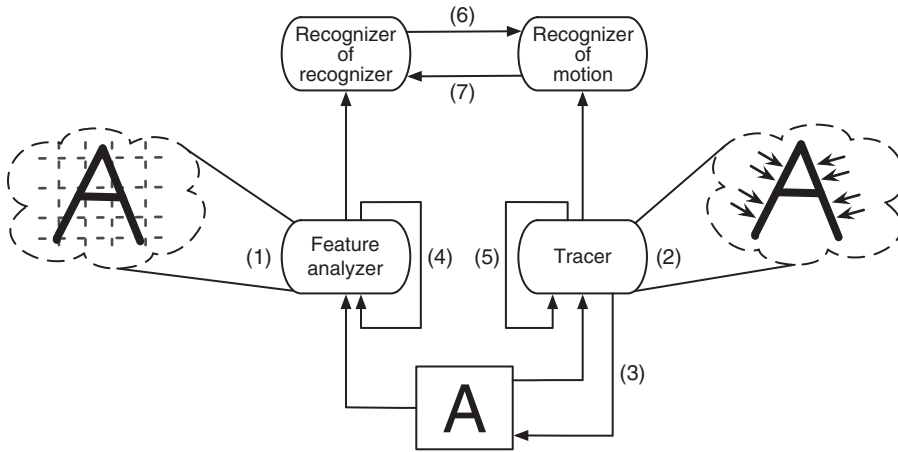 (6)
Recognizer
of
recognizer
Recognizer
of
motion
(7)
A
A
(1)
Feature
analyzer
(4)
(5)
Tracer
(2)
(3)
A